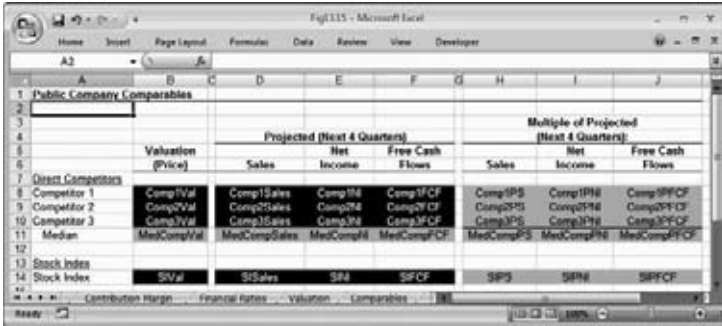 Fig1115 - Microsoft Excel
Home Insert Page Layout Formulas Data Review View Developer
A2 fx
A B C D E F G H I J
1 Public Company Comparables
2
3 Multiple of Projected
4 Projected (Next 4 Quarters) (Next 4 Quarters):
5 Valuation Net Free Cash Net Free Cash
6 (Price) Sales Income Flows Sales Income Flows
7 Direct Competitors
8 Competitor 1 Comp1Val Comp1Sales Comp1NI Comp1FCF Comp1PS Comp1PNI Comp1PFCF
9 Competitor 2 Comp2Val Comp2Sales Comp2NI Comp2FCF Comp2PS Comp2PNI Comp2PFCF
10 Competitor 3 Comp3Val Comp3Sales Comp3NI Comp3FCF Comp3PS Comp3PNI Comp3PFCF
11 Median MedCompVal MedCompSales MedCompNI MedCompFCF MedCompPS MedCompPNI MedCompPFCF
12
13 Stock Index
14 Stock Index SIVal SISales SINI SIFCF SIPS SIPNI SIPFCF
Contribution Margin Financial Ratios Valuation Comparables
Ready 100%